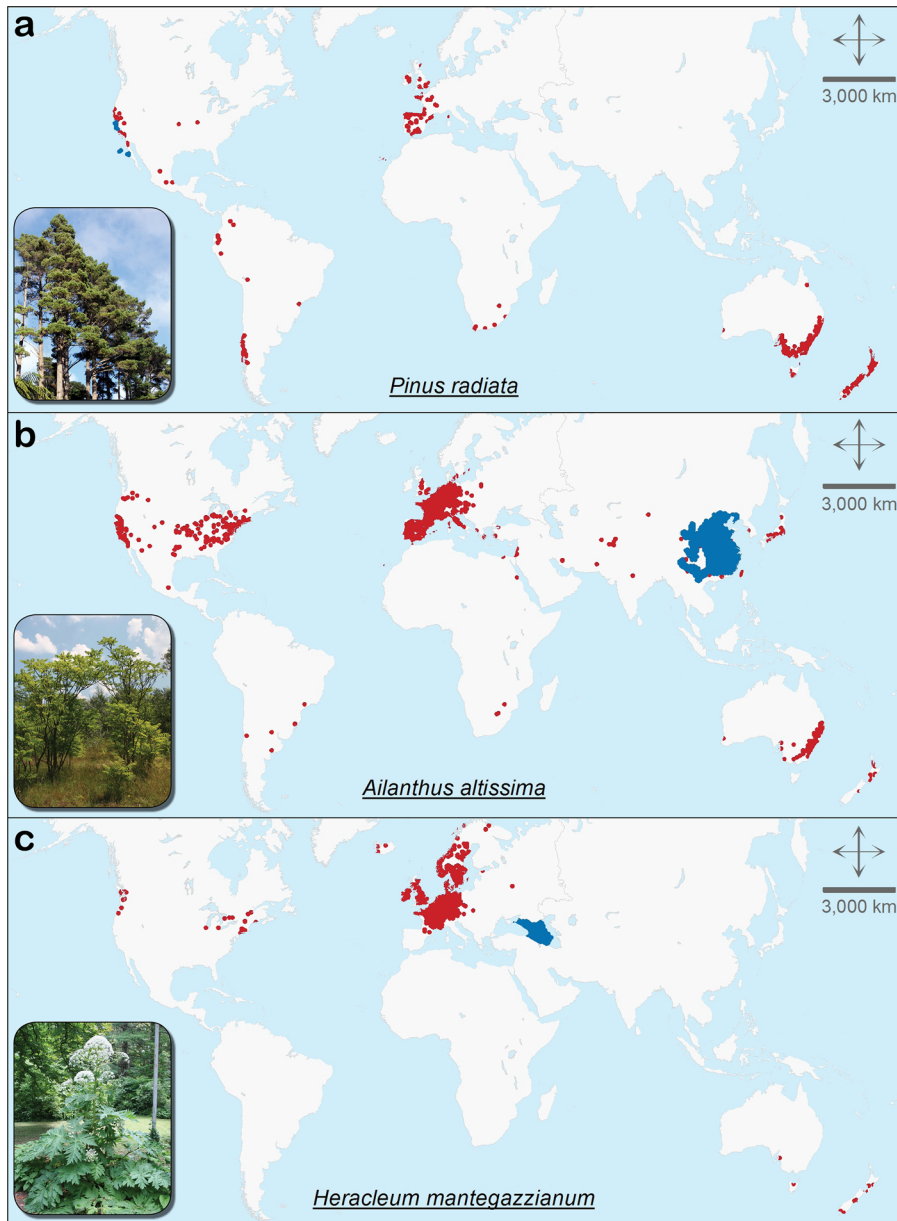 a
3,000 km
Pinus radiata
b
3,000 km
Ailanthus altissima
c
3,000 km
Heracleum mantegazzianum